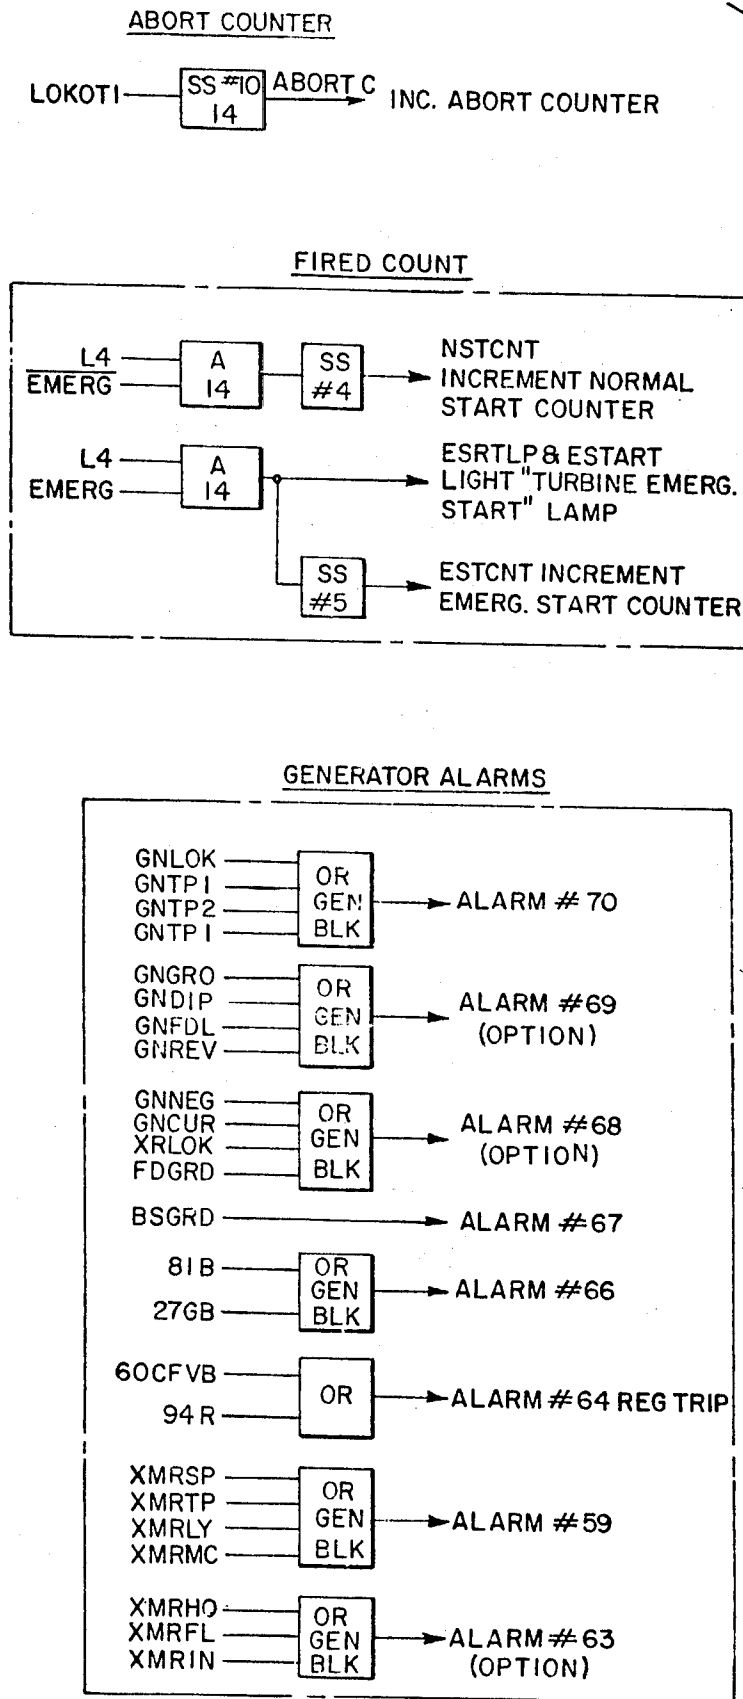 ABORT COUNTER
LOKOT1 SS #10 14 ABORT C INC. ABORT COUNTER
FIRED COUNT
L4
EMERG
A
14
SS
#4
NSTCNT
INCREMENT NORMAL
START COUNTER
L4
EMERG
A
14
ESRTLP & ESTART
LIGHT "TURBINE EMERG.
START" LAMP
SS
#5
ESTCNT INCREMENT
EMERG. START COUNTER
GENERATOR ALARMS
GNLOK
GNTP1
GNTP2
GNTP1
OR
GEN
BLK
ALARM #70
GNGRO
GNDIP
GNFDL
GNREV
OR
GEN
BLK
ALARM #69
(OPTION)
GNNEG
GNCUR
XRLOK
FDGRD
OR
GEN
BLK
ALARM #68
(OPTION)
BSGRD ALARM #67
81B
27GB
OR
GEN
BLK
ALARM #66
60CFVB
94R
OR
ALARM #64 REG TRIP
XMRSP
XMRTP
XMRLY
XMRMC
OR
GEN
BLK
ALARM #59
XMRHO
XMRFL
XMRIN
OR
GEN
BLK
ALARM #63
(OPTION)